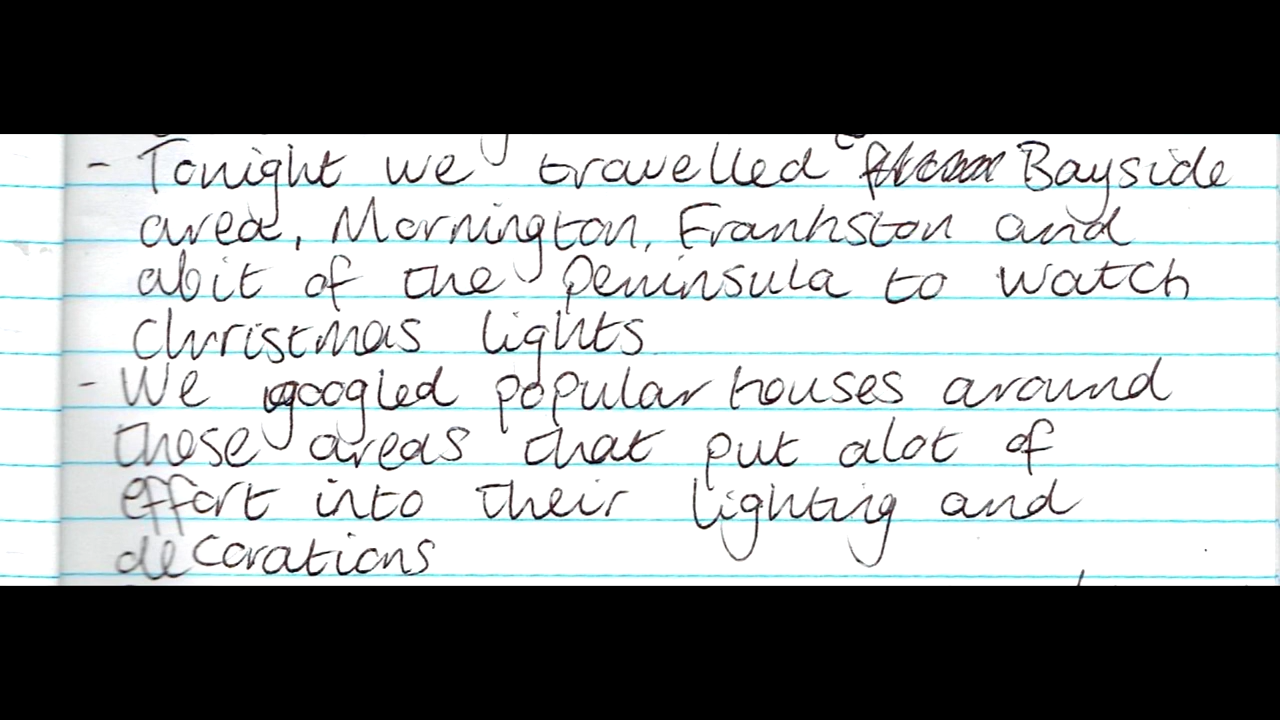 - Tonight we travelled Bayside
area, Mornington, Frankston and
abit of the Peninsula to watch
Christmas lights
- We googled popular houses around
these areas that put alot of
effort into their lighting and
decorations